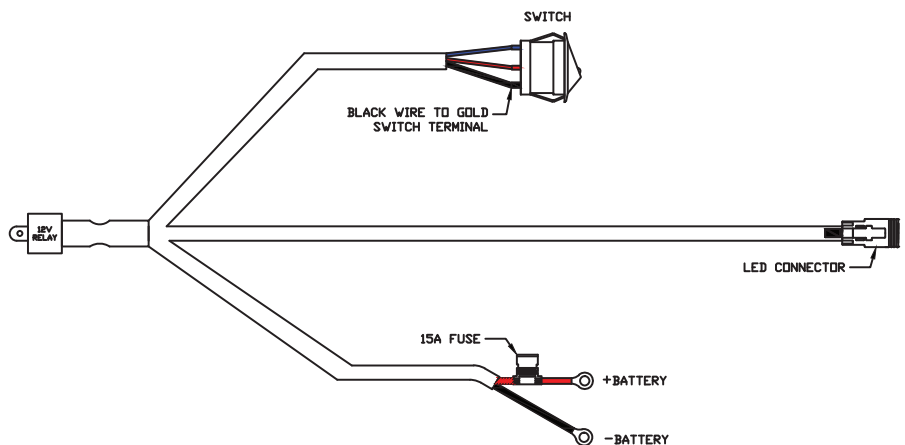 SWITCH
BLACK WIRE TO GOLD
SWITCH TERMINAL
12V
RELAY
LED CONNECTOR
15A FUSE
+BATTERY
-BATTERY